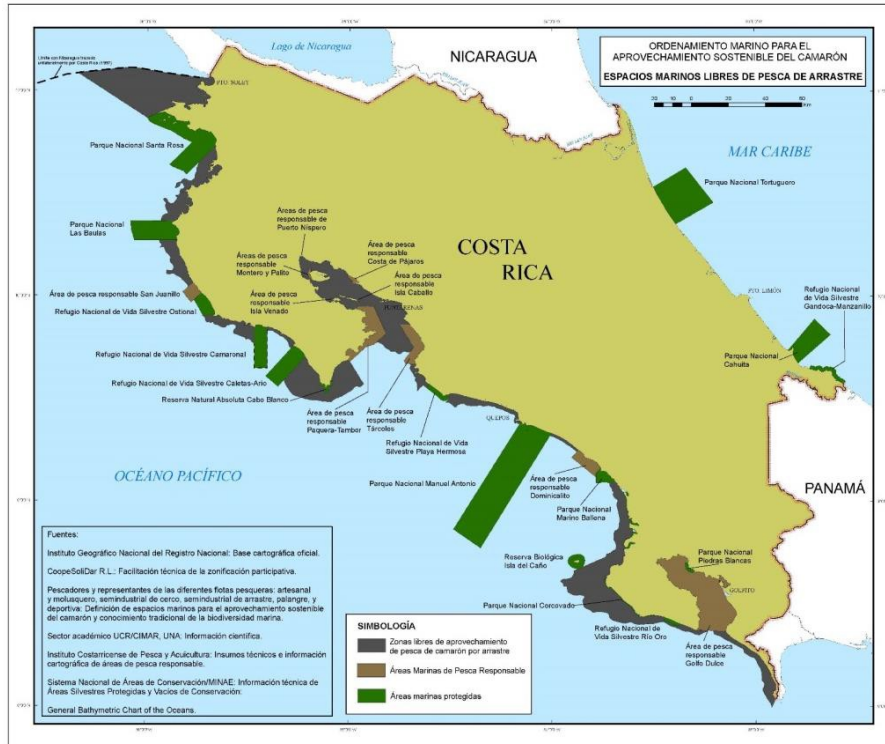 Lago de Nicaragua
NICARAGUA
ORDENAMIENTO MARINO PARA EL
APROVECHAMIENTO SOSTENIBLE DEL CAMARÓN
ESPACIOS MARINOS LIBRES DE PESCA DE ARRASTRE
Parque Nacional Santa Rosa
MAR CARIBE
Parque Nacional Tortuguero
Parque Nacional
Las Baulas
Áreas de pesca
responsable de
Puerto Níspero
Área de pesca
responsable
Costa de Pájaros
Áreas de pesca
responsable
Montero y Palito
Área de pesca
responsable
Isla Caballo
COSTA
RICA
Área de pesca responsable San Juanillo
Refugio Nacional de Vida Silvestre Ostional
Área de pesca
responsable
Isla Venado
PTO. LIMÓN
Refugio Nacional
de Vida Silvestre
Gandoca-Manzanillo
Refugio Nacional de Vida Silvestre Camaronal
Parque Nacional
Cahuita
Refugio Nacional de Vida Silvestre Caletas-Ario
Reserva Natural Absoluta Cabo Blanco
Área de pesca
responsable
Paquera-Tambor
Área de pesca
responsable
Tárcoles
QUEPOS
Refugio Nacional de Vida
Silvestre Playa Hermosa
OCÉANO PACÍFICO
Parque Nacional Manuel Antonio
Área de pesca
responsable
Dominicalito
PANAMÁ
Parque Nacional
Marino Ballena
Reserva Biológica
Isla del Caño
Parque Nacional
Piedras Blancas
GOLFITO
Parque Nacional Corcovado
Refugio Nacional de
Vida Silvestre Río Oro
Área de pesca
responsable
Golfo Dulce
Fuentes:
Instituto Geográfico Nacional del Registro Nacional: Base cartográfica oficial.
CoopeSoliDar R.L.: Facilitación técnica de la zonificación participativa.
Pescadores y representantes de las diferentes flotas pesqueras: artesanal
y molusquero, semindustrial de cerco, semindustrial de arrastre, palangre, y
deportiva: Definición de espacios marinos para el aprovechamiento sostenible
del camarón y conocimiento tradicional de la biodiversidad marina.
Sector académico UCR/CIMAR, UNA: Información científica.
Instituto Costarricense de Pesca y Acuicultura: Insumos técnicos e información
cartográfica de áreas de pesca responsable.
Sistema Nacional de Áreas de Conservación/MINAE: Información técnica de
Áreas Silvestres Protegidas y Vacíos de Conservación:
General Bathymetric Chart of the Oceans.
SIMBOLOGÍA
Zonas libres de aprovechamiento
de pesca de camarón por arrastre
Áreas Marinas de Pesca Responsable
Áreas marinas protegidas